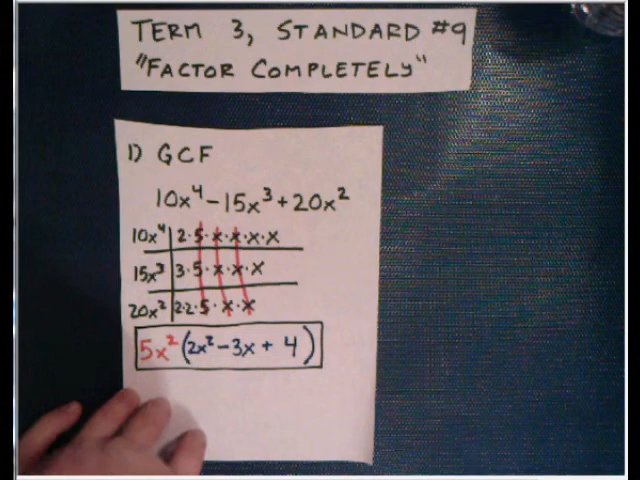 TERM 3, STANDARD #9
"FACTOR COMPLETELY"
1) GCF
10x⁴ - 15x³ + 20x²
10x⁴ 2·5·x·x·x·x
15x³ 3·5·x·x·x
20x² 2·2·5·x·x
5x² (2x² - 3x + 4)